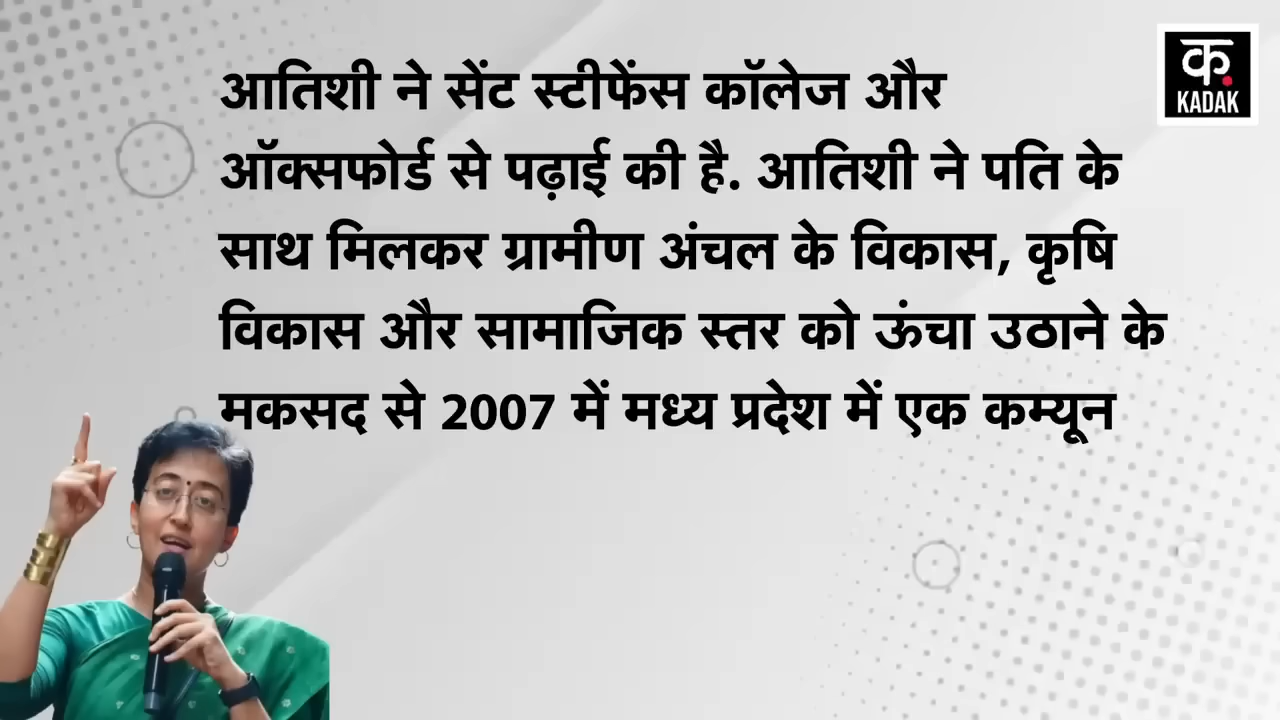 आतिशी ने सेंट स्टीफेंस कॉलेज और
ऑक्सफोर्ड से पढ़ाई की है. आतिशी ने पति के
साथ मिलकर ग्रामीण अंचल के विकास, कृषि
विकास और सामाजिक स्तर को ऊंचा उठाने के
मकसद से 2007 में मध्य प्रदेश में एक कम्यून
क
KADAK